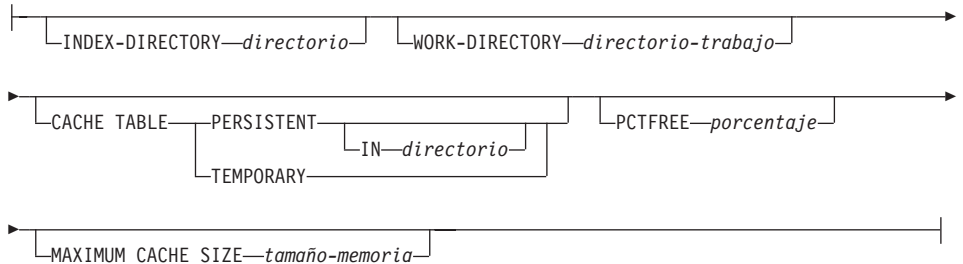 INDEX-DIRECTORY directorio WORK-DIRECTORY directorio-trabajo
CACHE TABLE PERSISTENT PCTFREE porcentaje
IN directorio
TEMPORARY
MAXIMUM CACHE SIZE tamaño-memoria